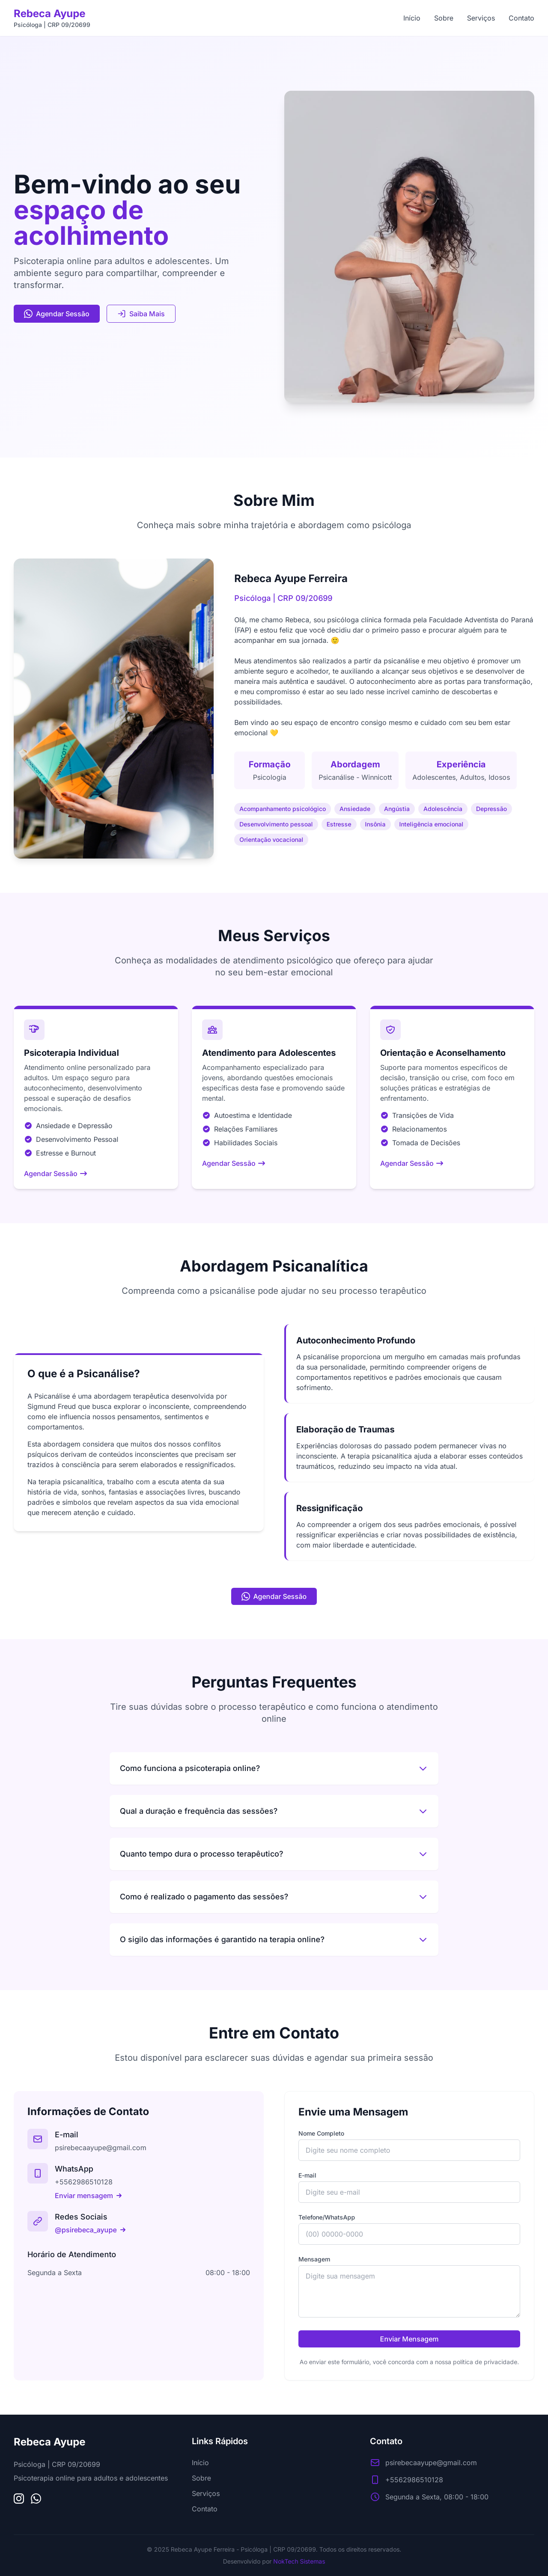 Rebeca Ayupe
Psicóloga | CRP 09/20699
Início
Sobre
Serviços
Contato
Bem-vindo ao seu
espaço de
acolhimento
Psicoterapia online para adultos e adolescentes. Um
ambiente seguro para compartilhar, compreender e
transformar.
Agendar Sessão
Saiba Mais
Sobre Mim
Conheça mais sobre minha trajetória e abordagem como psicóloga
Rebeca Ayupe Ferreira
Psicóloga | CRP 09/20699
Olá, me chamo Rebeca, sou psicóloga clínica formada pela Faculdade Adventista do Paraná
(FAP) e estou feliz que você decidiu dar o primeiro passo e procurar alguém para te
acompanhar em sua jornada. 🙂
Meus atendimentos são realizados a partir da psicanálise e meu objetivo é promover um
ambiente seguro e acolhedor, te auxiliando a alcançar seus objetivos e se desenvolver de
maneira mais autêntica e saudável. O autoconhecimento abre as portas para transformação,
e meu compromisso é estar ao seu lado nesse incrível caminho de descobertas e
possibilidades.
Bem vindo ao seu espaço de encontro consigo mesmo e cuidado com seu bem estar
emocional 💛
Formação
Psicologia
Abordagem
Psicanálise - Winnicott
Experiência
Adolescentes, Adultos, Idosos
Acompanhamento psicológico
Ansiedade
Angústia
Adolescência
Depressão
Desenvolvimento pessoal
Estresse
Insônia
Inteligência emocional
Orientação vocacional
Meus Serviços
Conheça as modalidades de atendimento psicológico que ofereço para ajudar
no seu bem-estar emocional
Psicoterapia Individual
Atendimento online personalizado para
adultos. Um espaço seguro para
autoconhecimento, desenvolvimento
pessoal e superação de desafios
emocionais.
Ansiedade e Depressão
Desenvolvimento Pessoal
Estresse e Burnout
Agendar Sessão
Atendimento para Adolescentes
Acompanhamento especializado para
jovens, abordando questões emocionais
específicas desta fase e promovendo saúde
mental.
Autoestima e Identidade
Relações Familiares
Habilidades Sociais
Agendar Sessão
Orientação e Aconselhamento
Suporte para momentos específicos de
decisão, transição ou crise, com foco em
soluções práticas e estratégias de
enfrentamento.
Transições de Vida
Relacionamentos
Tomada de Decisões
Agendar Sessão
Abordagem Psicanalítica
Compreenda como a psicanálise pode ajudar no seu processo terapêutico
O que é a Psicanálise?
A Psicanálise é uma abordagem terapêutica desenvolvida por
Sigmund Freud que busca explorar o inconsciente, compreendendo
como ele influencia nossos pensamentos, sentimentos e
comportamentos.
Esta abordagem considera que muitos dos nossos conflitos
psíquicos derivam de conteúdos inconscientes que precisam ser
trazidos à consciência para serem elaborados e ressignificados.
Na terapia psicanalítica, trabalho com a escuta atenta da sua
história de vida, sonhos, fantasias e associações livres, buscando
padrões e símbolos que revelam aspectos da sua vida emocional
que merecem atenção e cuidado.
Autoconhecimento Profundo
A psicanálise proporciona um mergulho em camadas mais profundas
da sua personalidade, permitindo compreender origens de
comportamentos repetitivos e padrões emocionais que causam
sofrimento.
Elaboração de Traumas
Experiências dolorosas do passado podem permanecer vivas no
inconsciente. A terapia psicanalítica ajuda a elaborar esses conteúdos
traumáticos, reduzindo seu impacto na vida atual.
Ressignificação
Ao compreender a origem dos seus padrões emocionais, é possível
ressignificar experiências e criar novas possibilidades de existência,
com maior liberdade e autenticidade.
Agendar Sessão
Perguntas Frequentes
Tire suas dúvidas sobre o processo terapêutico e como funciona o atendimento
online
Como funciona a psicoterapia online?
Qual a duração e frequência das sessões?
Quanto tempo dura o processo terapêutico?
Como é realizado o pagamento das sessões?
O sigilo das informações é garantido na terapia online?
Entre em Contato
Estou disponível para esclarecer suas dúvidas e agendar sua primeira sessão
Informações de Contato
E-mail
psirebecaayupe@gmail.com
WhatsApp
+5562986510128
Enviar mensagem
Redes Sociais
@psirebeca_ayupe
Horário de Atendimento
Segunda a Sexta
08:00 - 18:00
Envie uma Mensagem
Nome Completo
Digite seu nome completo
E-mail
Digite seu e-mail
Telefone/WhatsApp
(00) 00000-0000
Mensagem
Digite sua mensagem
Enviar Mensagem
Ao enviar este formulário, você concorda com a nossa política de privacidade.
Rebeca Ayupe
Psicóloga | CRP 09/20699
Psicoterapia online para adultos e adolescentes
Links Rápidos
Início
Sobre
Serviços
Contato
Contato
psirebecaayupe@gmail.com
+5562986510128
Segunda a Sexta, 08:00 - 18:00
© 2025 Rebeca Ayupe Ferreira - Psicóloga | CRP 09/20699. Todos os direitos reservados.
Desenvolvido por